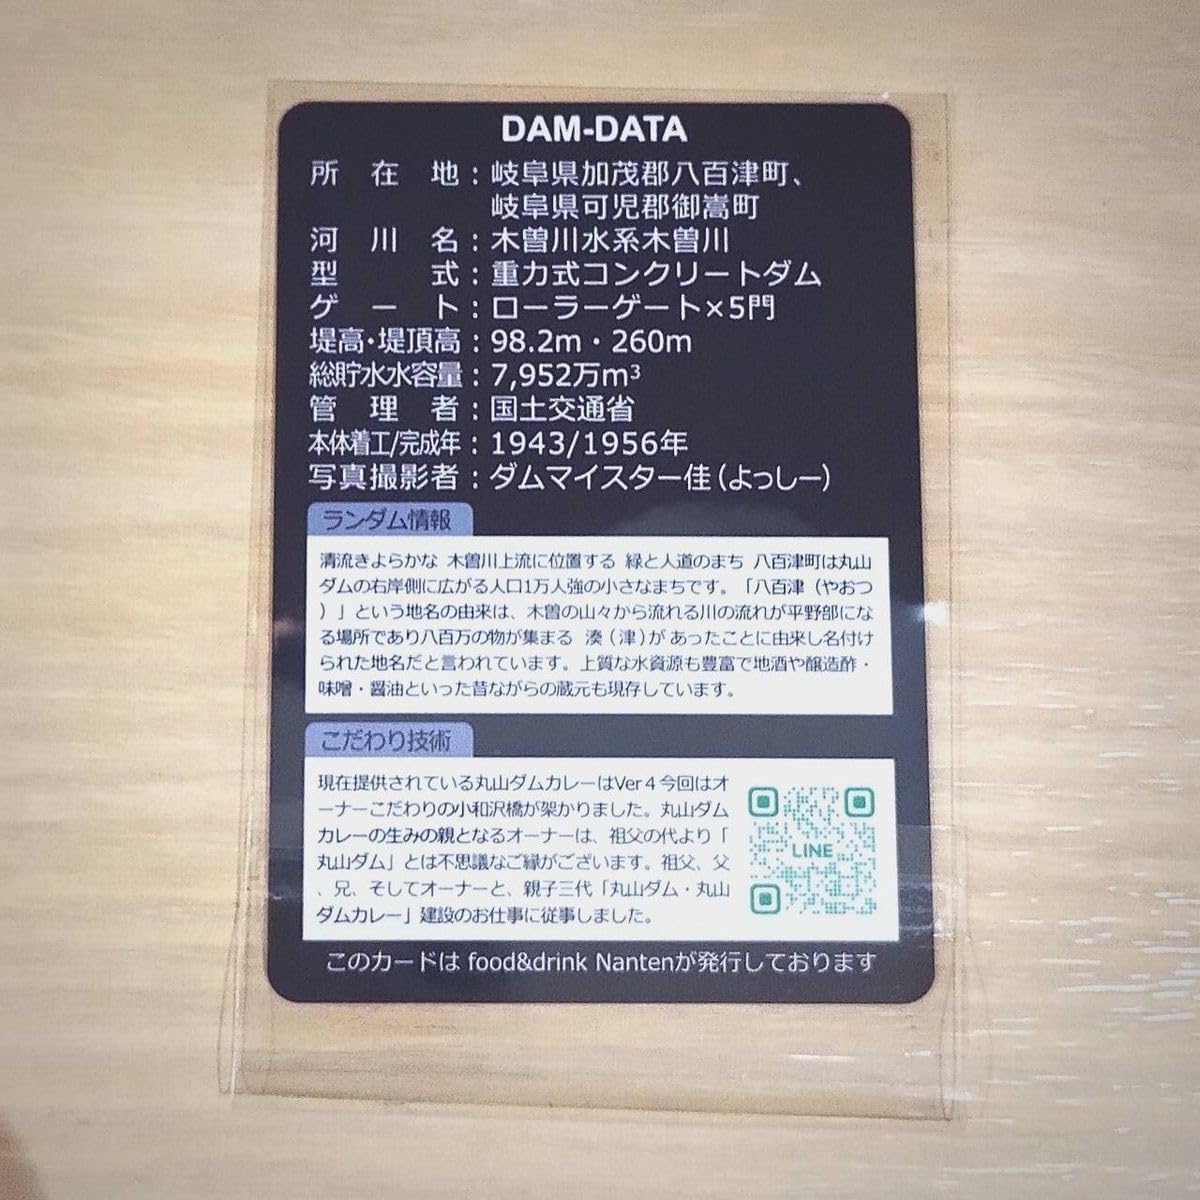 DAM-DATA
所在地:岐阜県加茂郡八百津町、
岐阜県可児郡御嵩町
河川名:木曽川水系木曽川
型式:重力式コンクリートダム
ゲート:ローラーゲート×5門
堤高・堤頂高:98.2m・260m
総貯水水容量:7,952万m³
管理者:国土交通省
本体着工/完成年:1943/1956年
写真撮影者:ダムマイスター佳(よっしー)
ランダム情報
清流きよらかな 木曽川上流に位置する 緑と人道のまち 八百津町は丸山
ダムの右岸側に広がる人口1万人強の小さなまちです。「八百津(やおつ
)」という地名の由来は、木曽の山々から流れる川の流れが平野部にな
る場所であり八百万の物が集まる 湊(津)があったことに由来し名付け
られた地名だと言われています。上質な水資源も豊富で地酒や醸造酢・
味噌・醤油といった昔ながらの蔵元も現存しています。
こだわり技術
現在提供されている丸山ダムカレーはVer4今回はオ
ーナーこだわりの小和沢橋が架かりました。丸山ダム
カレーの生みの親となるオーナーは、祖父の代より「
丸山ダム」とは不思議なご縁がございます。祖父、父
、兄、そしてオーナーと、親子三代「丸山ダム・丸山
ダムカレー」建設のお仕事に従事しました。
LINE
このカードは food&drink Nantenが発行しております